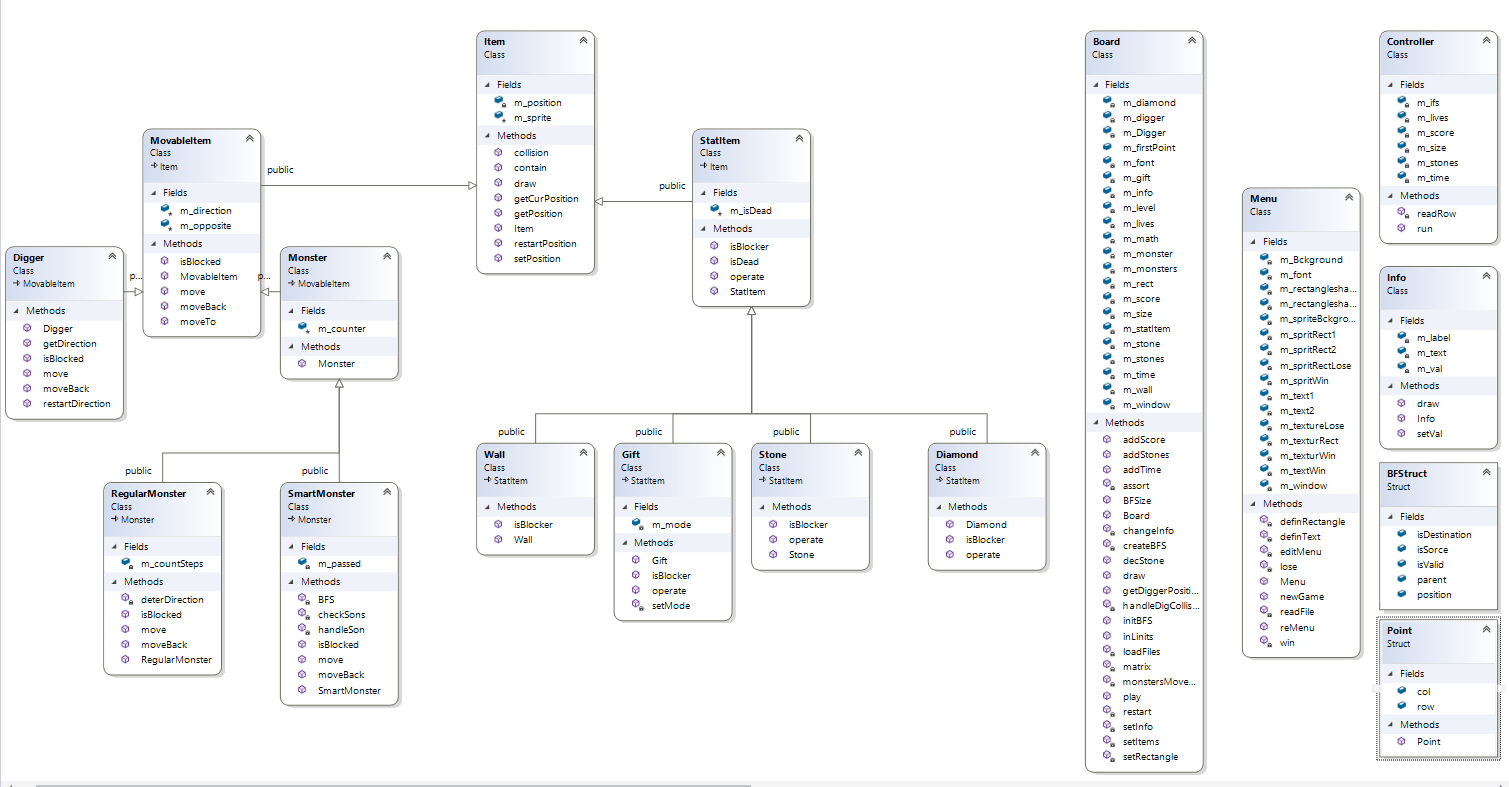 Item
Class
Fields
m_position
m_sprite
Methods
collision
contain
draw
getCurPosition
getPosition
Item
restartPosition
setPosition
MovableItem
Class
Item
Fields
m_direction
m_opposite
Methods
isBlocked
MovableItem
move
moveBack
moveTo
public
public
StatItem
Class
Item
Fields
m_isDead
Methods
isBlocker
isDead
operate
StatItem
Digger
Class
MovableItem
Methods
Digger
getDirection
isBlocked
move
moveBack
restartDirection
p...
p...
Monster
Class
MovableItem
Fields
m_counter
Methods
Monster
public
public
RegularMonster
Class
Monster
Fields
m_countSteps
Methods
deterDirection
isBlocked
move
moveBack
RegularMonster
SmartMonster
Class
Monster
Fields
m_passed
Methods
BFS
checkSons
handleSon
isBlocked
move
moveBack
SmartMonster
public
public
public
public
Wall
Class
StatItem
Methods
isBlocker
Wall
Gift
Class
StatItem
Fields
m_mode
Methods
Gift
isBlocker
operate
setMode
Stone
Class
StatItem
Methods
isBlocker
operate
Stone
Diamond
Class
StatItem
Methods
Diamond
isBlocker
operate
Board
Class
Fields
m_diamond
m_digger
m_Digger
m_firstPoint
m_font
m_gift
m_info
m_level
m_lives
m_math
m_monster
m_monsters
m_rect
m_score
m_size
m_statItem
m_stone
m_stones
m_time
m_wall
m_window
Methods
addScore
addStones
addTime
assort
BFSize
Board
changeInfo
createBFS
decStone
draw
getDiggerPositi...
handleDigCollis...
initBFS
inLinits
loadFiles
matrix
monstersMove...
play
restart
setInfo
setItems
setRectangle
Menu
Class
Fields
m_Bckground
m_font
m_rectanglesha...
m_rectanglesha...
m_spriteBckgro...
m_spritRect1
m_spritRect2
m_spritRectLose
m_spritWin
m_text1
m_text2
m_textureLose
m_texturRect
m_texturWin
m_textWin
m_window
Methods
definRectangle
definText
editMenu
lose
Menu
newGame
readFile
reMenu
win
Controller
Class
Fields
m_ifs
m_lives
m_score
m_size
m_stones
m_time
Methods
readRow
run
Info
Class
Fields
m_label
m_text
m_val
Methods
draw
Info
setVal
BFStruct
Struct
Fields
isDestination
isSorce
isValid
parent
position
Point
Struct
Fields
col
row
Methods
Point